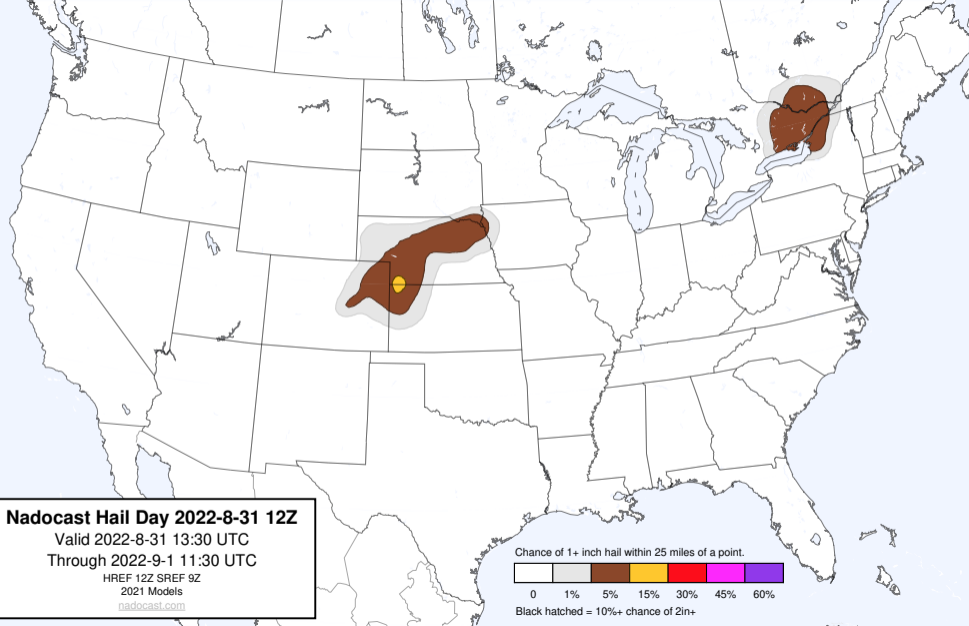 Nadocast Hail Day 2022-8-31 12Z
Valid 2022-8-31 13:30 UTC
Through 2022-9-1 11:30 UTC
HREF 12Z SREF 9Z
2021 Models
nadocast.com
Chance of 1+ inch hail within 25 miles of a point.
0 1% 5% 15% 30% 45% 60%
Black hatched = 10%+ chance of 2in+